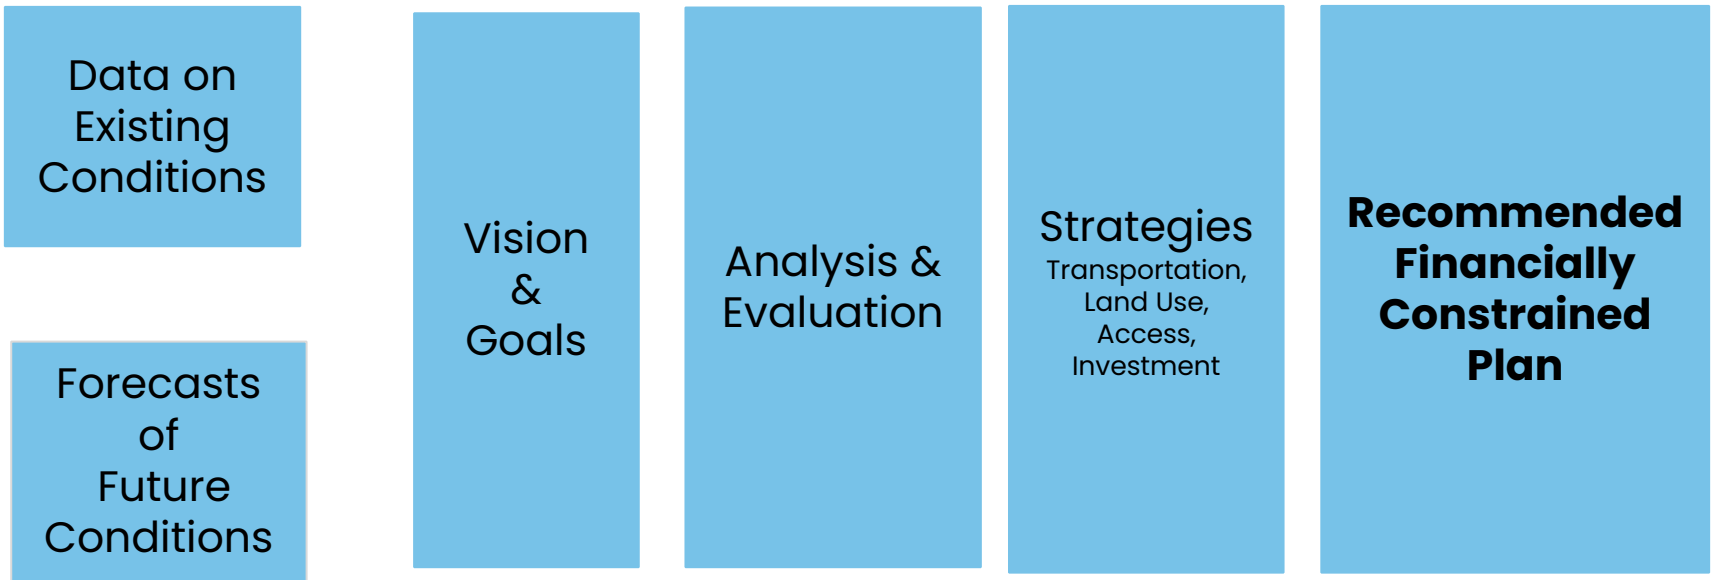 Data on
Existing
Conditions
Forecasts
of
Future
Conditions
Vision
&
Goals
Analysis &
Evaluation
Strategies
Transportation,
Land Use,
Access,
Investment
Recommended
Financially
Constrained
Plan